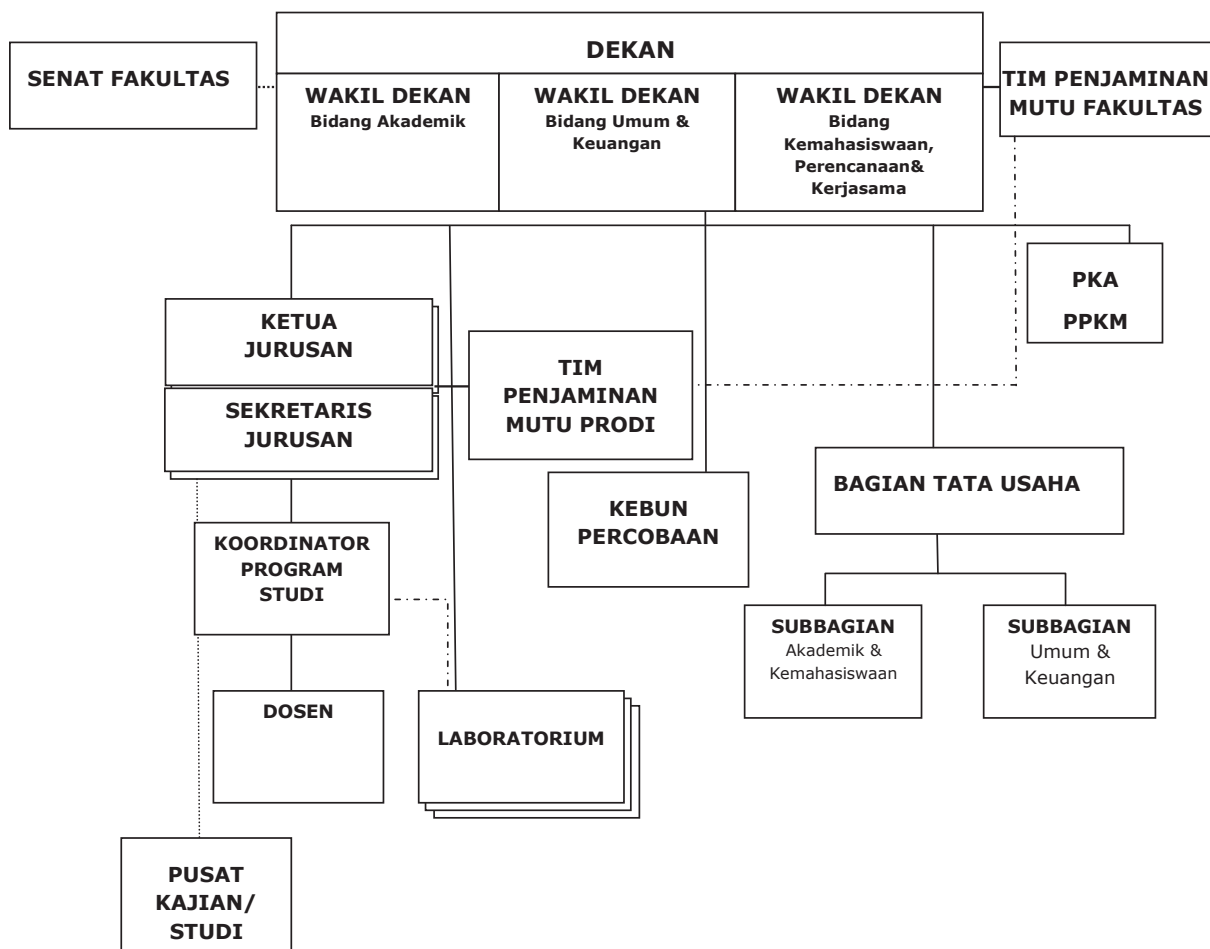 DEKAN
SENAT FAKULTAS
TIM PENJAMINAN
MUTU FAKULTAS
WAKIL DEKAN
Bidang Akademik
WAKIL DEKAN
Bidang Umum &
Keuangan
WAKIL DEKAN
Bidang
Kemahasiswaan,
Perencanaan&
Kerjasama
PKA
PPKM
KETUA
JURUSAN
SEKRETARIS
JURUSAN
TIM
PENJAMINAN
MUTU PRODI
KEBUN
PERCOBAAN
BAGIAN TATA USAHA
KOORDINATOR
PROGRAM
STUDI
SUBBAGIAN
Akademik &
Kemahasiswaan
SUBBAGIAN
Umum &
Keuangan
DOSEN
LABORATORIUM
PUSAT
KAJIAN/
STUDI